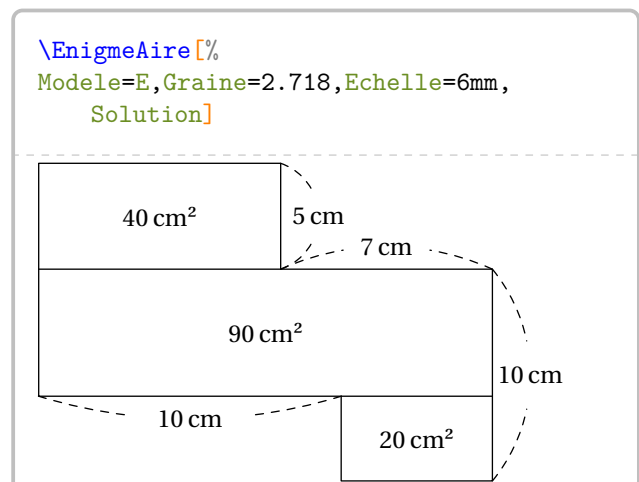 \EnigmeAire[%
Modele=E,Graine=2.718,Echelle=6mm,
Solution]
40 cm²
5 cm
7 cm
90 cm²
10 cm
10 cm
20 cm²